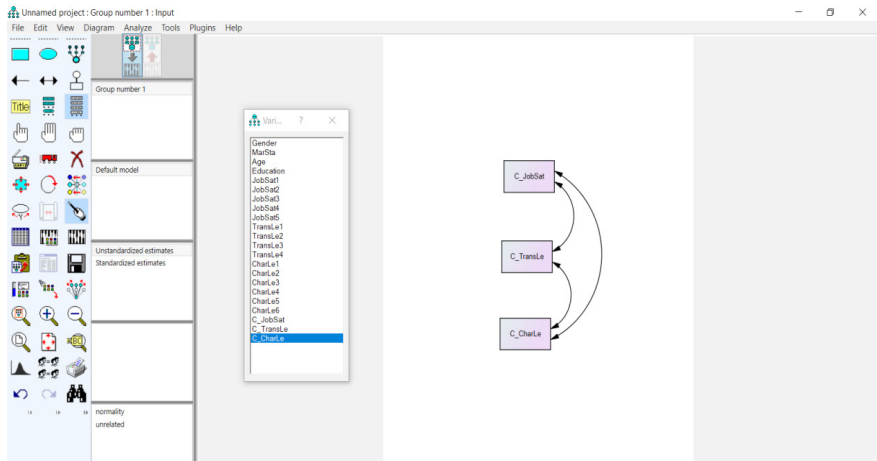 Unnamed project : Group number 1 : Input
File Edit View Diagram Analyze Tools Plugins Help
Title
Group number 1
Default model
Unstandardized estimates
Standardized estimates
normality
unrelated
Vari... ?
Gender
MarSta
Age
Education
JobSat1
JobSat2
JobSat3
JobSat4
JobSat5
TransLe1
TransLe2
TransLe3
TransLe4
CharLe1
CharLe2
CharLe3
CharLe4
CharLe5
CharLe6
C_JobSat
C_TransLe
C_CharLe
C_JobSat
C_TransLe
C_CharLe